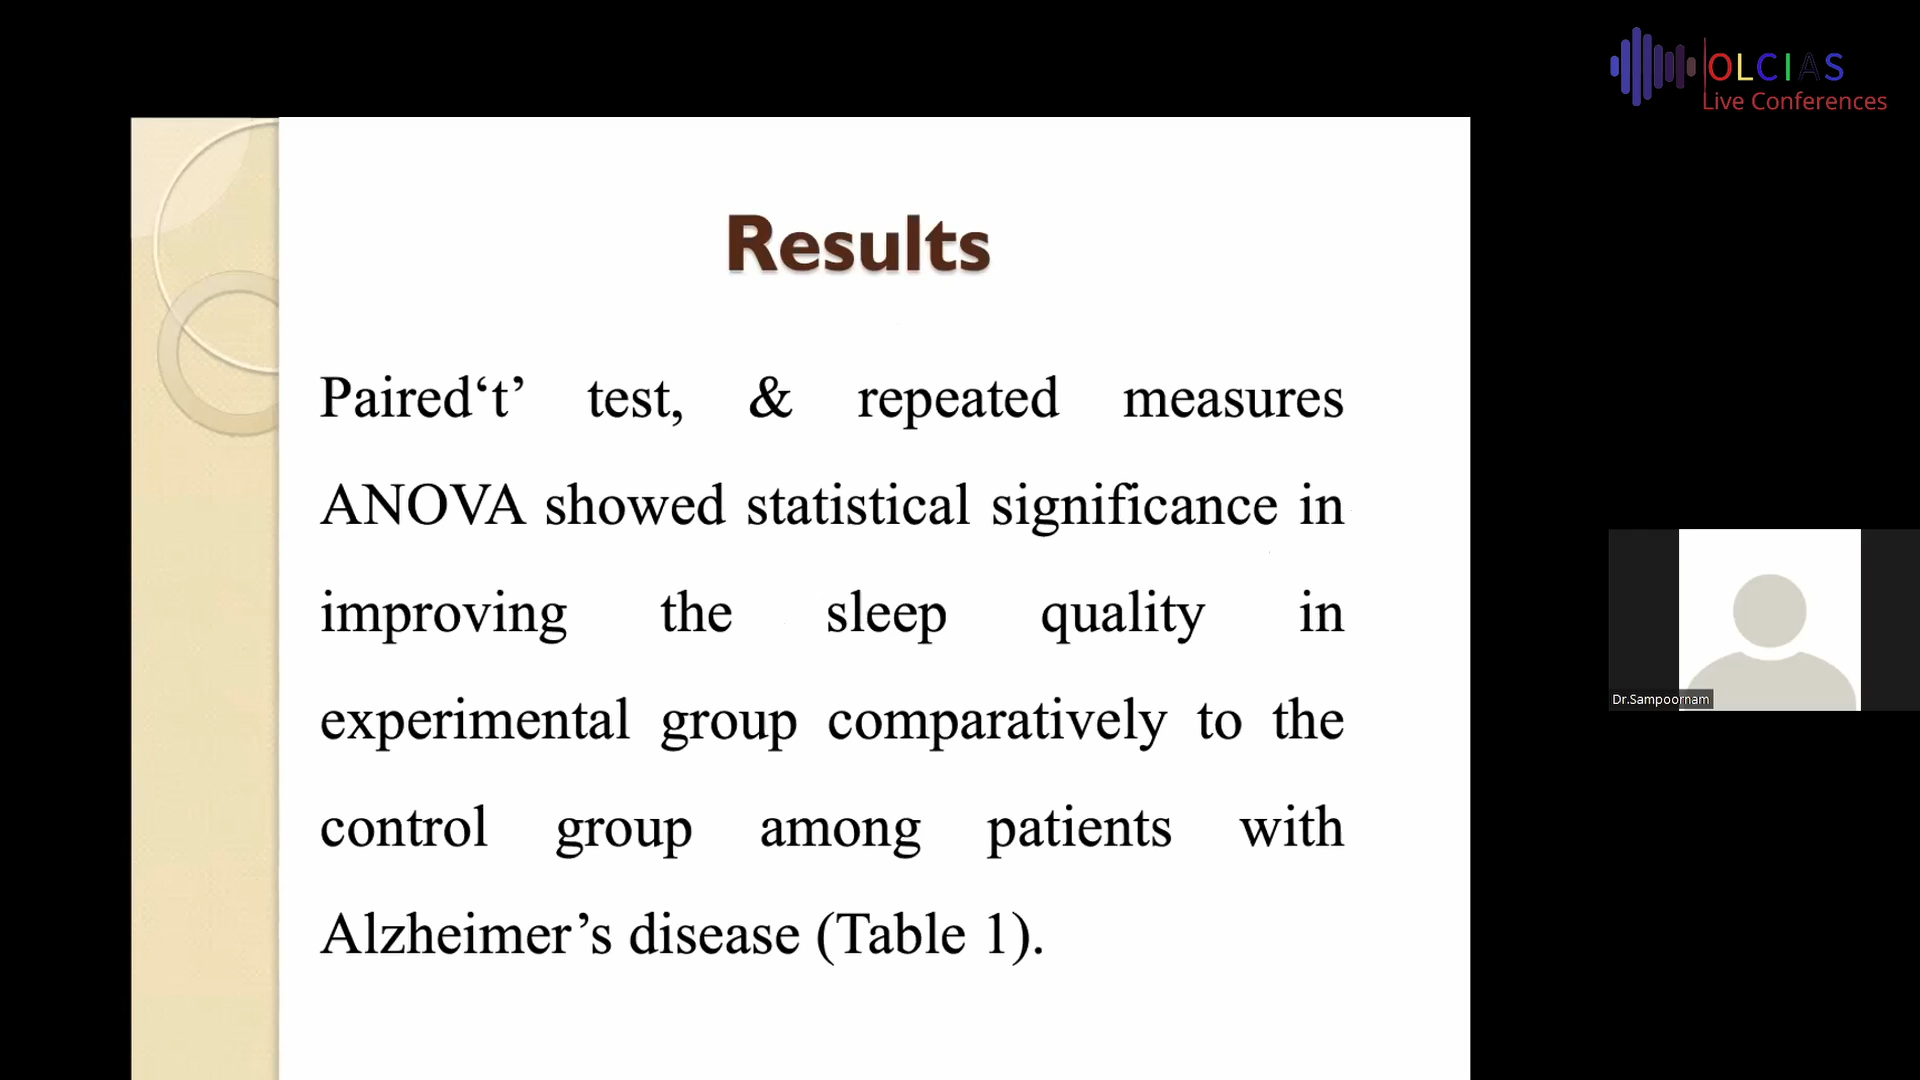 OLCIAS
Live Conferences
Results
Paired‘t’ test, & repeated measures
ANOVA showed statistical significance in
improving the sleep quality in
experimental group comparatively to the
control group among patients with
Alzheimer’s disease (Table 1).
Dr.Sampoornam